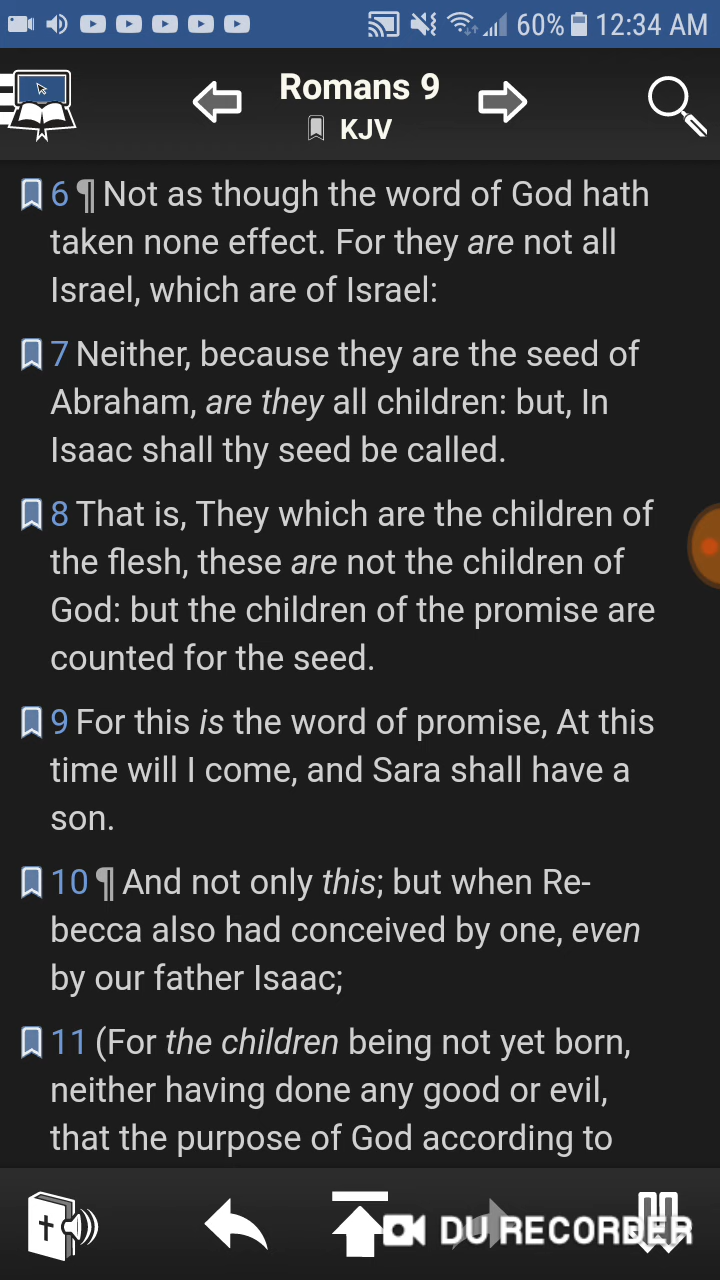 60% 12:34 AM
Romans 9
KJV
6 ¶ Not as though the word of God hath
taken none effect. For they are not all
Israel, which are of Israel:
7 Neither, because they are the seed of
Abraham, are they all children: but, In
Isaac shall thy seed be called.
8 That is, They which are the children of
the flesh, these are not the children of
God: but the children of the promise are
counted for the seed.
9 For this is the word of promise, At this
time will I come, and Sara shall have a
son.
10 ¶ And not only this; but when Re-
becca also had conceived by one, even
by our father Isaac;
11 (For the children being not yet born,
neither having done any good or evil,
that the purpose of God according to
DU RECORDER